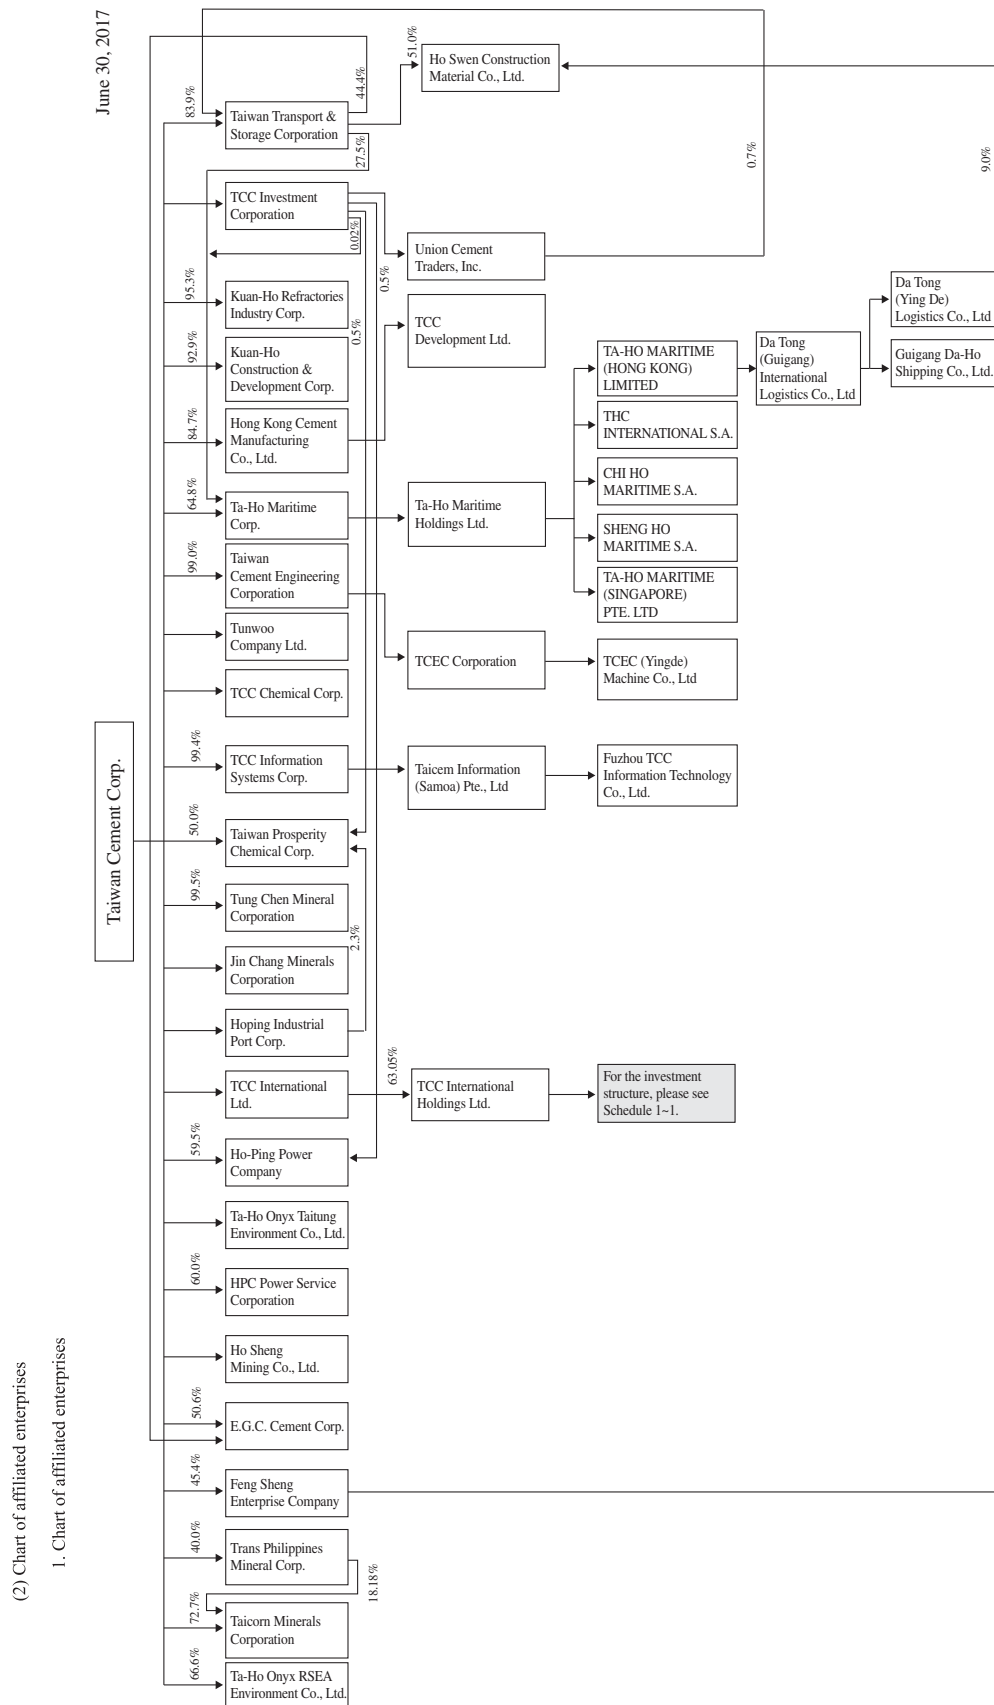 (2) Chart of affiliated enterprises
1. Chart of affiliated enterprises
June 30, 2017
Taiwan Cement Corp.
83.9%
Taiwan Transport &
Storage Corporation
44.4%
27.5%
51.0%
Ho Swen Construction
Material Co., Ltd.
0.7%
9.0%
TCC Investment
Corporation
0.02%
0.5%
0.5%
Union Cement
Traders, Inc.
95.3%
Kuan-Ho Refractories
Industry Corp.
TCC
Development Ltd.
92.9%
Kuan-Ho
Construction &
Development Corp.
84.7%
Hong Kong Cement
Manufacturing
Co., Ltd.
64.8%
Ta-Ho Maritime
Corp.
Ta-Ho Maritime
Holdings Ltd.
TA-HO MARITIME
(HONG KONG)
LIMITED
THC
INTERNATIONAL S.A.
CHI HO
MARITIME S.A.
SHENG HO
MARITIME S.A.
TA-HO MARITIME
(SINGAPORE)
PTE. LTD
Da Tong
(Guigang)
International
Logistics Co., Ltd
Da Tong
(Ying De)
Logistics Co., Ltd
Guigang Da-Ho
Shipping Co., Ltd.
99.0%
Taiwan
Cement Engineering
Corporation
TCEC Corporation
TCEC (Yingde)
Machine Co., Ltd
Tunwoo
Company Ltd.
TCC Chemical Corp.
99.4%
TCC Information
Systems Corp.
Taicem Information
(Samoa) Pte., Ltd
Fuzhou TCC
Information Technology
Co., Ltd.
50.0%
Taiwan Prosperity
Chemical Corp.
99.5%
Tung Chen Mineral
Corporation
2.3%
Jin Chang Minerals
Corporation
Hoping Industrial
Port Corp.
TCC International
Ltd.
63.05%
TCC International
Holdings Ltd.
For the investment
structure, please see
Schedule 1~1.
59.5%
Ho-Ping Power
Company
Ta-Ho Onyx Taitung
Environment Co., Ltd.
60.0%
HPC Power Service
Corporation
Ho Sheng
Mining Co., Ltd.
50.6%
E.G.C. Cement Corp.
45.4%
Feng Sheng
Enterprise Company
40.0%
Trans Philippines
Mineral Corp.
18.18%
72.7%
Taicorn Minerals
Corporation
66.6%
Ta-Ho Onyx RSEA
Environment Co., Ltd.